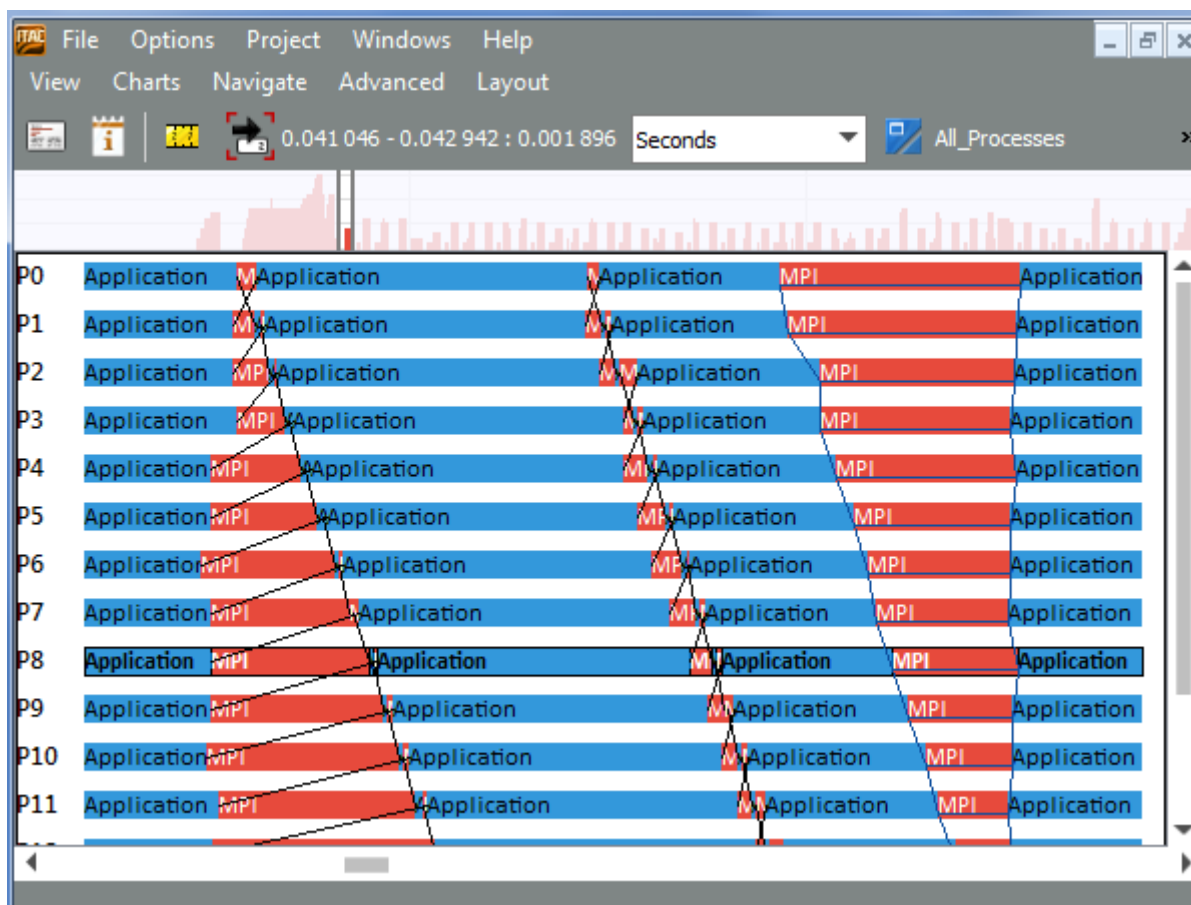 ITAC File Options Project Windows Help
View Charts Navigate Advanced Layout
0.041 046 - 0.042 942 : 0.001 896 Seconds All_Processes »
P0 Application M Application M Application MPI Application
P1 Application M Application M Application MPI Application
P2 Application MP Application M M Application MPI Application
P3 Application MPI Application M Application MPI Application
P4 Application MPI Application M Application MPI Application
P5 Application MPI Application MP Application MPI Application
P6 Application MPI Application MP Application MPI Application
P7 Application MPI Application M Application MPI Application
P8 Application MPI Application M Application MPI Application
P9 Application MPI Application M Application MPI Application
P10 Application MPI Application M Application MPI Application
P11 Application MPI Application M M Application MPI Application